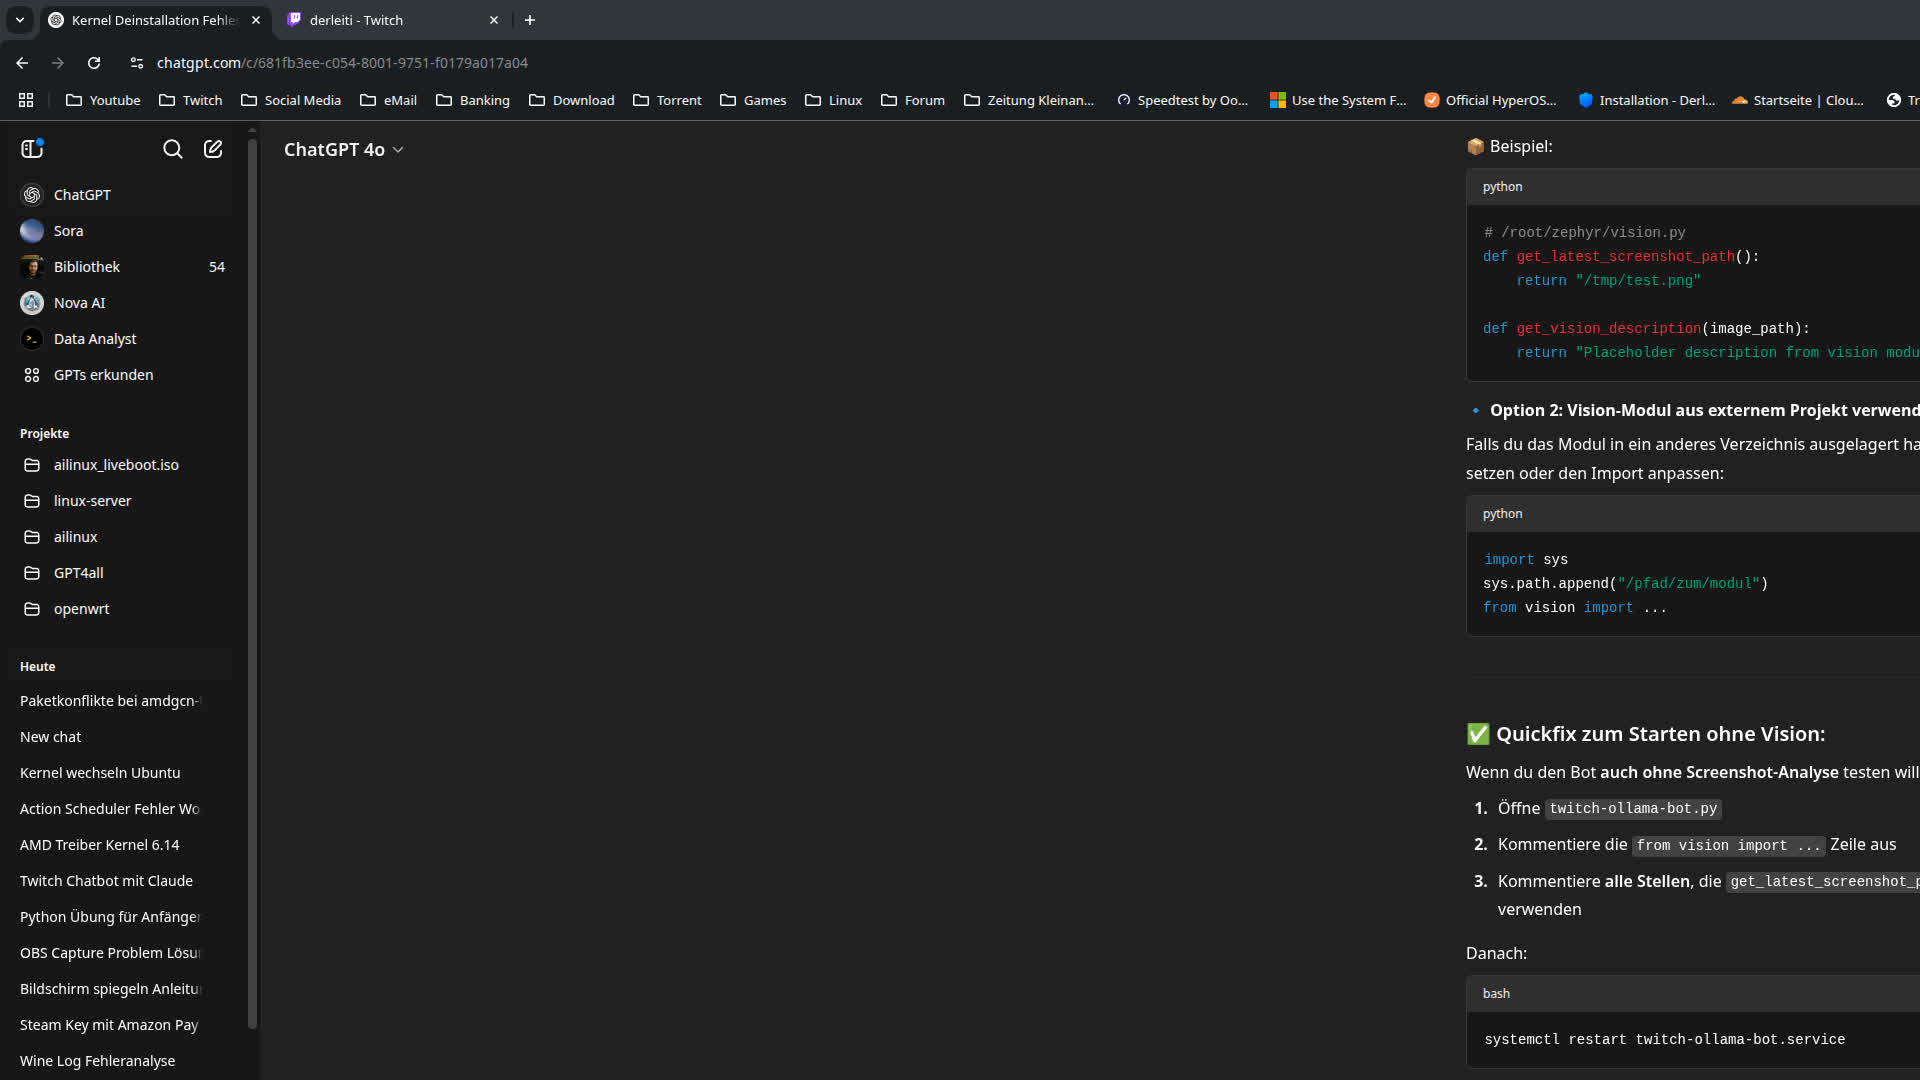 Kernel Deinstallation Fehle
derleiti - Twitch
chatgpt.com/c/681fb3ee-c054-8001-9751-f0179a017a04
Youtube
Twitch
Social Media
eMail
Banking
Download
Torrent
Games
Linux
Forum
Zeitung Kleinan...
Speedtest by Oo...
Use the System F...
Official HyperOS...
Installation - Derl...
Startseite | Clou...
Tr
ChatGPT
Sora
Bibliothek 54
Nova AI
Data Analyst
GPTs erkunden
Projekte
ailinux_liveboot.iso
linux-server
ailinux
GPT4all
openwrt
Heute
Paketkonflikte bei amdgcn-
New chat
Kernel wechseln Ubuntu
Action Scheduler Fehler Wo
AMD Treiber Kernel 6.14
Twitch Chatbot mit Claude
Python Übung für Anfänger
OBS Capture Problem Lösu
Bildschirm spiegeln Anleitu
Steam Key mit Amazon Pay
Wine Log Fehleranalyse
ChatGPT 4o
📦 Beispiel:
python
# /root/zephyr/vision.py
def get_latest_screenshot_path():
    return "/tmp/test.png"
def get_vision_description(image_path):
    return "Placeholder description from vision modu
🔹 Option 2: Vision-Modul aus externem Projekt verwend
Falls du das Modul in ein anderes Verzeichnis ausgelagert ha
setzen oder den Import anpassen:
python
import sys
sys.path.append("/pfad/zum/modul")
from vision import ...
✅ Quickfix zum Starten ohne Vision:
Wenn du den Bot auch ohne Screenshot-Analyse testen will
1. Öffne twitch-ollama-bot.py
2. Kommentiere die from vision import ... Zeile aus
3. Kommentiere alle Stellen, die get_latest_screenshot_p
verwenden
Danach:
bash
systemctl restart twitch-ollama-bot.service